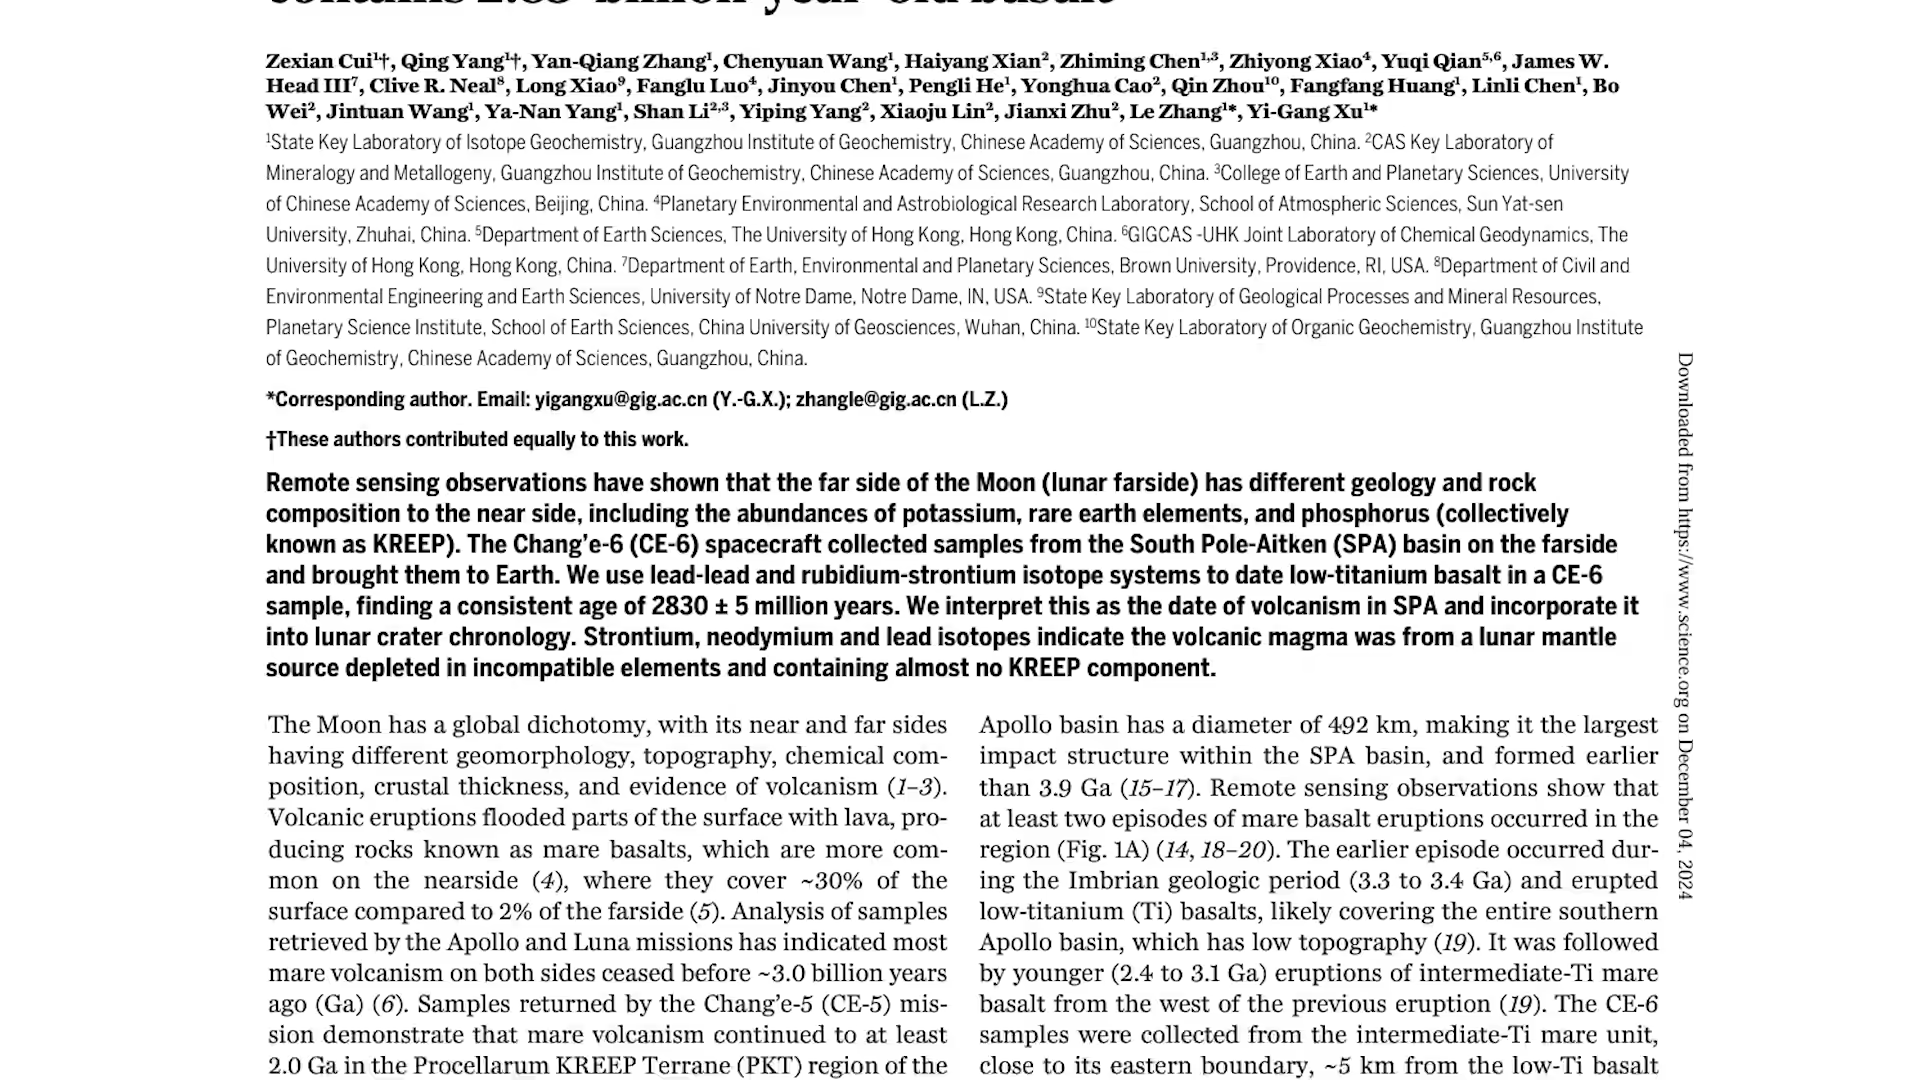 contains 2.83-billion-year-old basalt
Zexian Cui¹†, Qing Yang¹†, Yan-Qiang Zhang¹, Chenyuan Wang¹, Haiyang Xian², Zhiming Chen¹,³, Zhiyong Xiao⁴, Yuqi Qian⁵,⁶, James W.
Head III⁷, Clive R. Neal⁸, Long Xiao⁹, Fanglu Luo⁴, Jinyou Chen¹, Pengli He¹, Yonghua Cao², Qin Zhou¹⁰, Fangfang Huang¹, Linli Chen¹, Bo
Wei², Jintuan Wang¹, Ya-Nan Yang¹, Shan Li²,³, Yiping Yang², Xiaoju Lin², Jianxi Zhu², Le Zhang¹*, Yi-Gang Xu¹*
¹State Key Laboratory of Isotope Geochemistry, Guangzhou Institute of Geochemistry, Chinese Academy of Sciences, Guangzhou, China. ²CAS Key Laboratory of
Mineralogy and Metallogeny, Guangzhou Institute of Geochemistry, Chinese Academy of Sciences, Guangzhou, China. ³College of Earth and Planetary Sciences, University
of Chinese Academy of Sciences, Beijing, China. ⁴Planetary Environmental and Astrobiological Research Laboratory, School of Atmospheric Sciences, Sun Yat-sen
University, Zhuhai, China. ⁵Department of Earth Sciences, The University of Hong Kong, Hong Kong, China. ⁶GIGCAS -UHK Joint Laboratory of Chemical Geodynamics, The
University of Hong Kong, Hong Kong, China. ⁷Department of Earth, Environmental and Planetary Sciences, Brown University, Providence, RI, USA. ⁸Department of Civil and
Environmental Engineering and Earth Sciences, University of Notre Dame, Notre Dame, IN, USA. ⁹State Key Laboratory of Geological Processes and Mineral Resources,
Planetary Science Institute, School of Earth Sciences, China University of Geosciences, Wuhan, China. ¹⁰State Key Laboratory of Organic Geochemistry, Guangzhou Institute
of Geochemistry, Chinese Academy of Sciences, Guangzhou, China.
*Corresponding author. Email: yigangxu@gig.ac.cn (Y.-G.X.); zhangle@gig.ac.cn (L.Z.)
†These authors contributed equally to this work.
Remote sensing observations have shown that the far side of the Moon (lunar farside) has different geology and rock
composition to the near side, including the abundances of potassium, rare earth elements, and phosphorus (collectively
known as KREEP). The Chang’e-6 (CE-6) spacecraft collected samples from the South Pole-Aitken (SPA) basin on the farside
and brought them to Earth. We use lead-lead and rubidium-strontium isotope systems to date low-titanium basalt in a CE-6
sample, finding a consistent age of 2830 ± 5 million years. We interpret this as the date of volcanism in SPA and incorporate it
into lunar crater chronology. Strontium, neodymium and lead isotopes indicate the volcanic magma was from a lunar mantle
source depleted in incompatible elements and containing almost no KREEP component.
The Moon has a global dichotomy, with its near and far sides
having different geomorphology, topography, chemical com-
position, crustal thickness, and evidence of volcanism (1–3).
Volcanic eruptions flooded parts of the surface with lava, pro-
ducing rocks known as mare basalts, which are more com-
mon on the nearside (4), where they cover ~30% of the
surface compared to 2% of the farside (5). Analysis of samples
retrieved by the Apollo and Luna missions has indicated most
mare volcanism on both sides ceased before ~3.0 billion years
ago (Ga) (6). Samples returned by the Chang’e-5 (CE-5) mis-
sion demonstrate that mare volcanism continued to at least
2.0 Ga in the Procellarum KREEP Terrane (PKT) region of the
Apollo basin has a diameter of 492 km, making it the largest
impact structure within the SPA basin, and formed earlier
than 3.9 Ga (15–17). Remote sensing observations show that
at least two episodes of mare basalt eruptions occurred in the
region (Fig. 1A) (14, 18–20). The earlier episode occurred dur-
ing the Imbrian geologic period (3.3 to 3.4 Ga) and erupted
low-titanium (Ti) basalts, likely covering the entire southern
Apollo basin, which has low topography (19). It was followed
by younger (2.4 to 3.1 Ga) eruptions of intermediate-Ti mare
basalt from the west of the previous eruption (19). The CE-6
samples were collected from the intermediate-Ti mare unit,
close to its eastern boundary, ~5 km from the low-Ti basalt
Downloaded from https://www.science.org on December 04, 2024